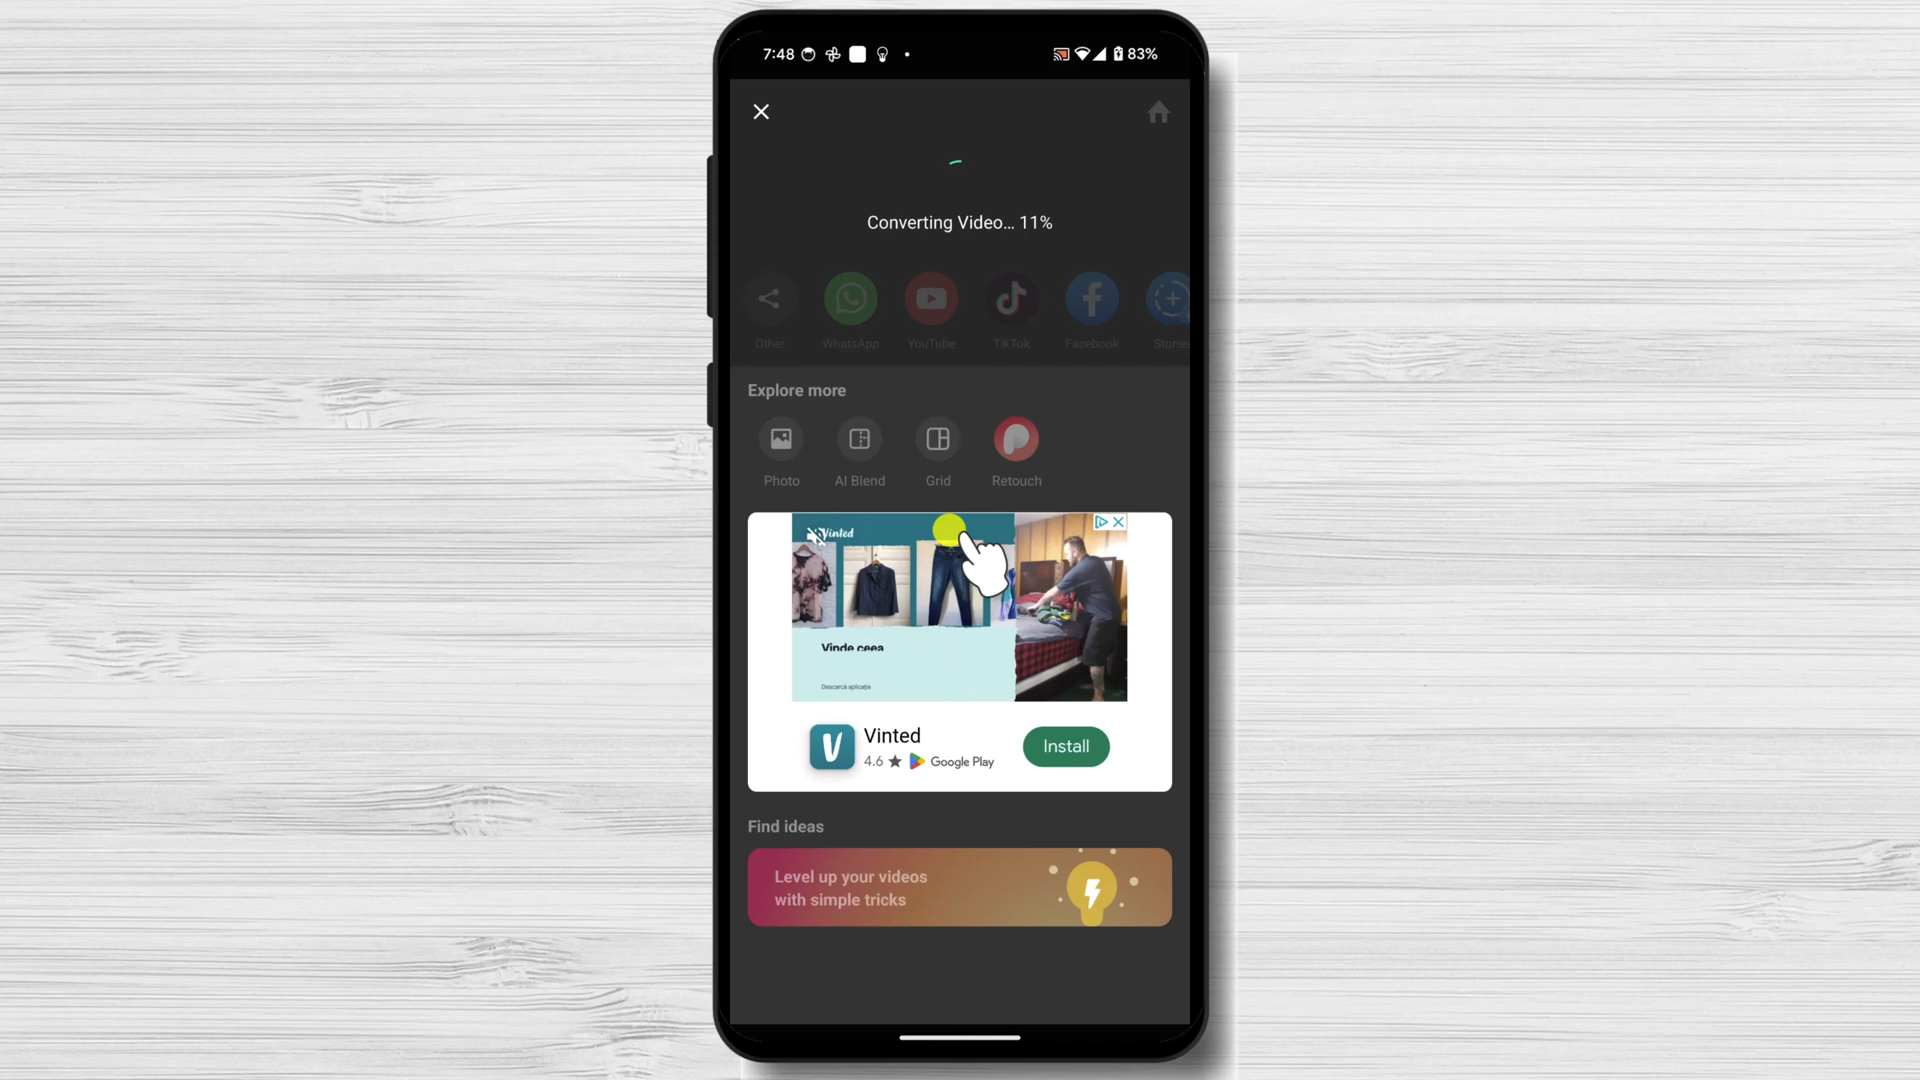 7:48
83%
Converting Video... 11%
Other
WhatsApp
YouTube
TikTok
Facebook
Stories
Explore more
Photo
AI Blend
Grid
Retouch
Vinted
Vinde ceea
Descarcă aplicația
Vinted
4.6 ★ Google Play
Install
Find ideas
Level up your videos
with simple tricks